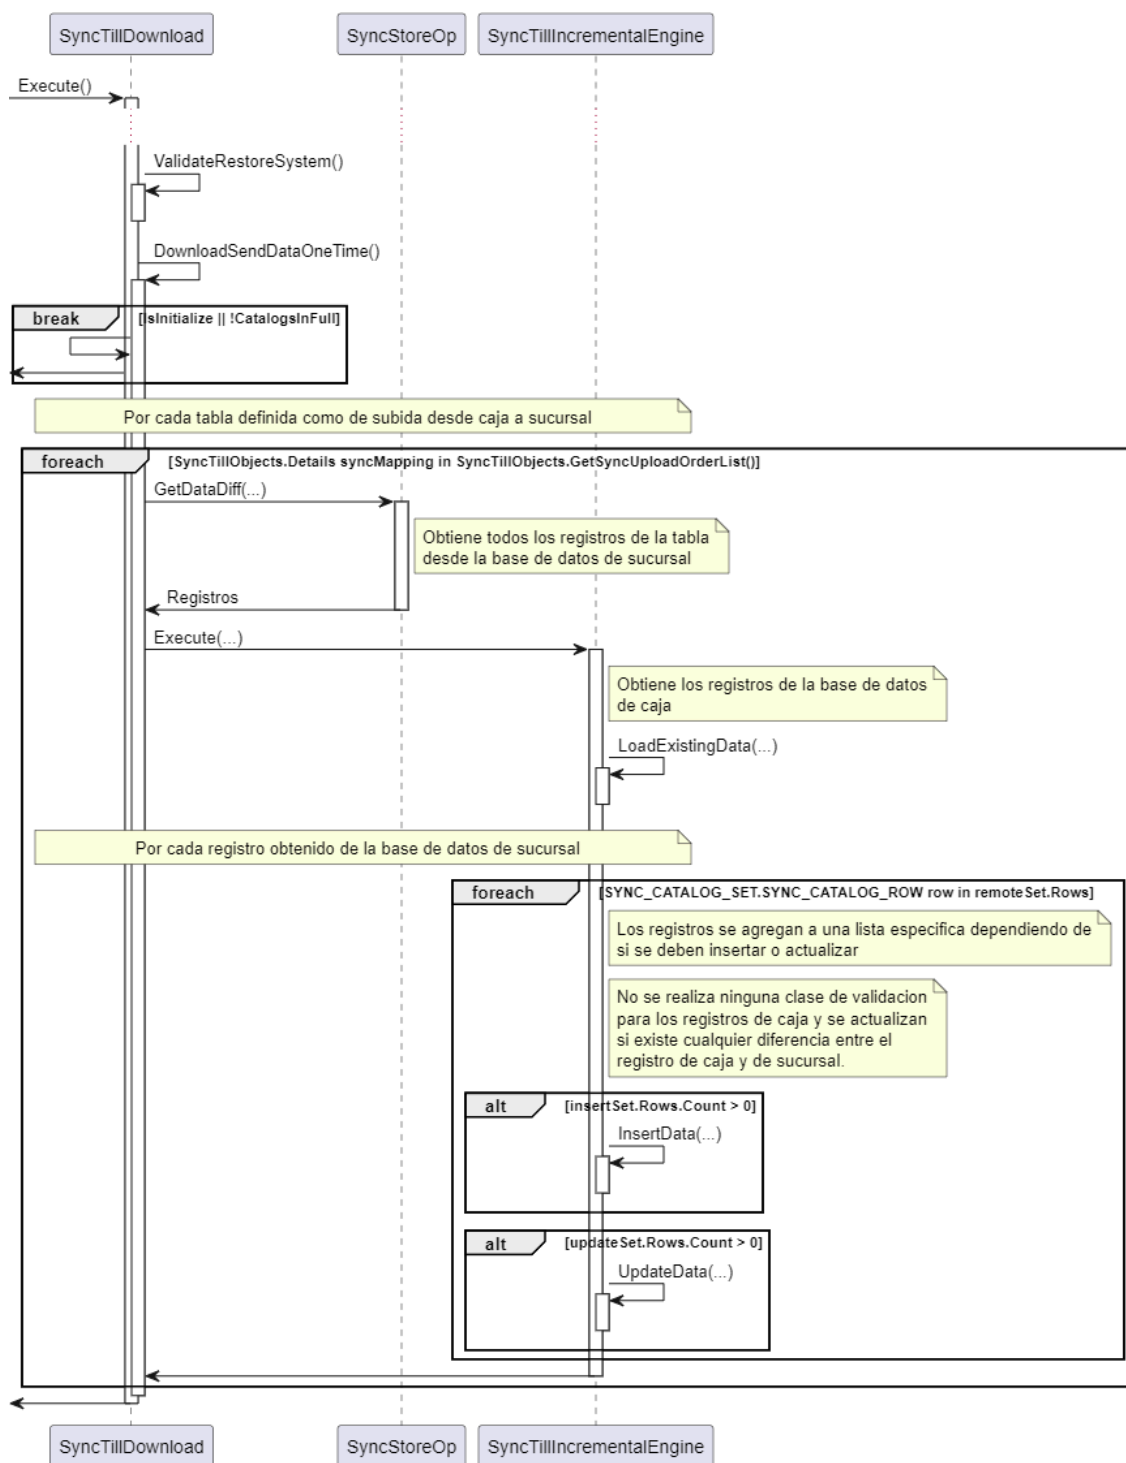 SyncTillDownload
SyncStoreOp
SyncTillIncrementalEngine
Execute()
ValidateRestoreSystem()
DownloadSendDataOneTime()
break
[IsInitialize || !CatalogsInFull]
Por cada tabla definida como de subida desde caja a sucursal
foreach
[SyncTillObjects.Details syncMapping in SyncTillObjects.GetSyncUploadOrderList()]
GetDataDiff(...)
Obtiene todos los registros de la tabla
desde la base de datos de sucursal
Registros
Execute(...)
Obtiene los registros de la base de datos
de caja
LoadExistingData(...)
Por cada registro obtenido de la base de datos de sucursal
foreach
[SYNC_CATALOG_SET.SYNC_CATALOG_ROW row in remoteSet.Rows]
Los registros se agregan a una lista especifica dependiendo de
si se deben insertar o actualizar
No se realiza ninguna clase de validacion
para los registros de caja y se actualizan
si existe cualquier diferencia entre el
registro de caja y de sucursal.
alt
[insertSet.Rows.Count > 0]
InsertData(...)
alt
[updateSet.Rows.Count > 0]
UpdateData(...)
SyncTillDownload
SyncStoreOp
SyncTillIncrementalEngine